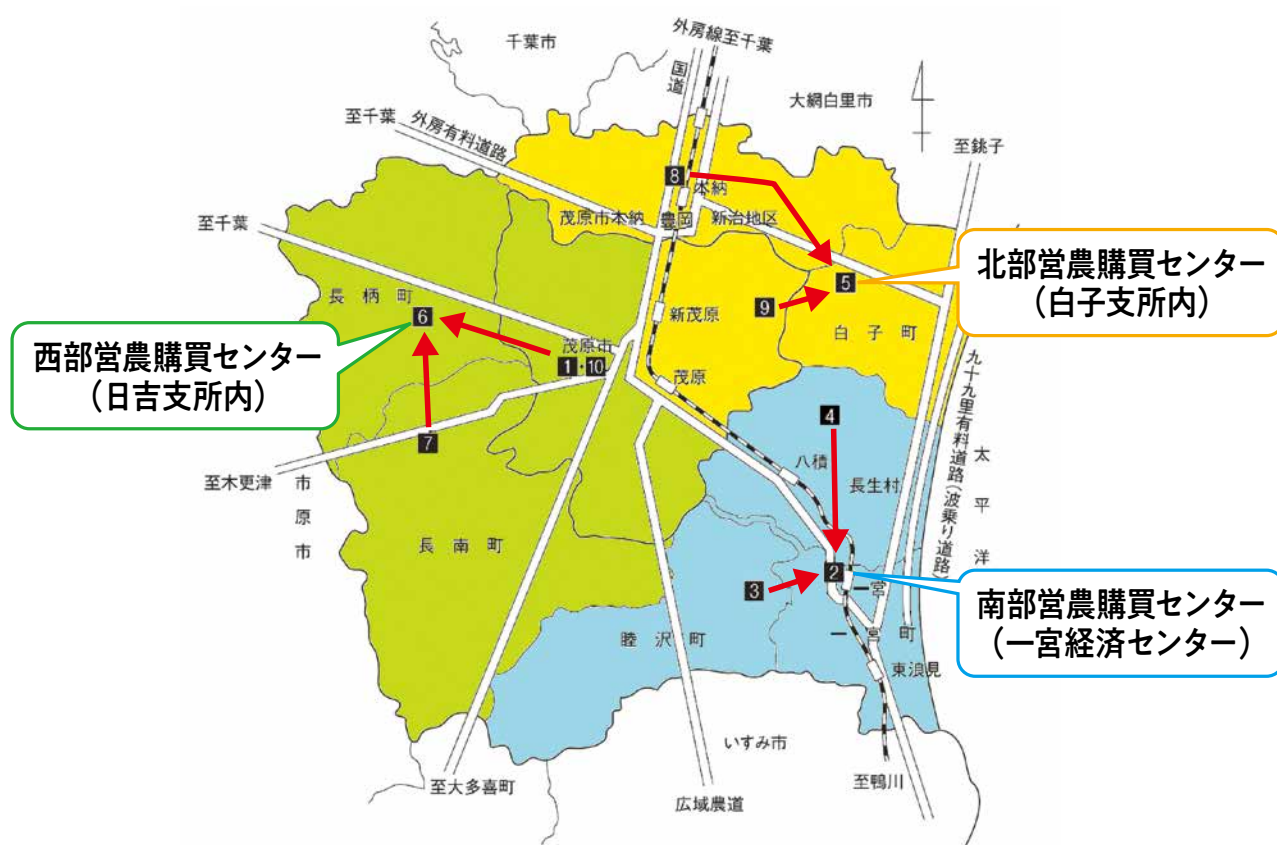 千葉市
外房線至千葉
国道
大網白里市
至千葉
外房有料道路
至銚子
8
本納
茂原市本納
豊岡
新治地区
至千葉
北部営農購買センター
（白子支所内）
5
長柄町
9
新茂原
白子町
6
西部営農購買センター
（日吉支所内）
茂原市
1・10
茂原
九十九里有料道路（波乗り道路）
4
7
八積
長生村
太平洋
至木更津
市原市
長南町
2
一宮
3
南部営農購買センター
（一宮経済センター）
睦沢町
一宮町
東浪見
いすみ市
至大多喜町
広域農道
至鴨川